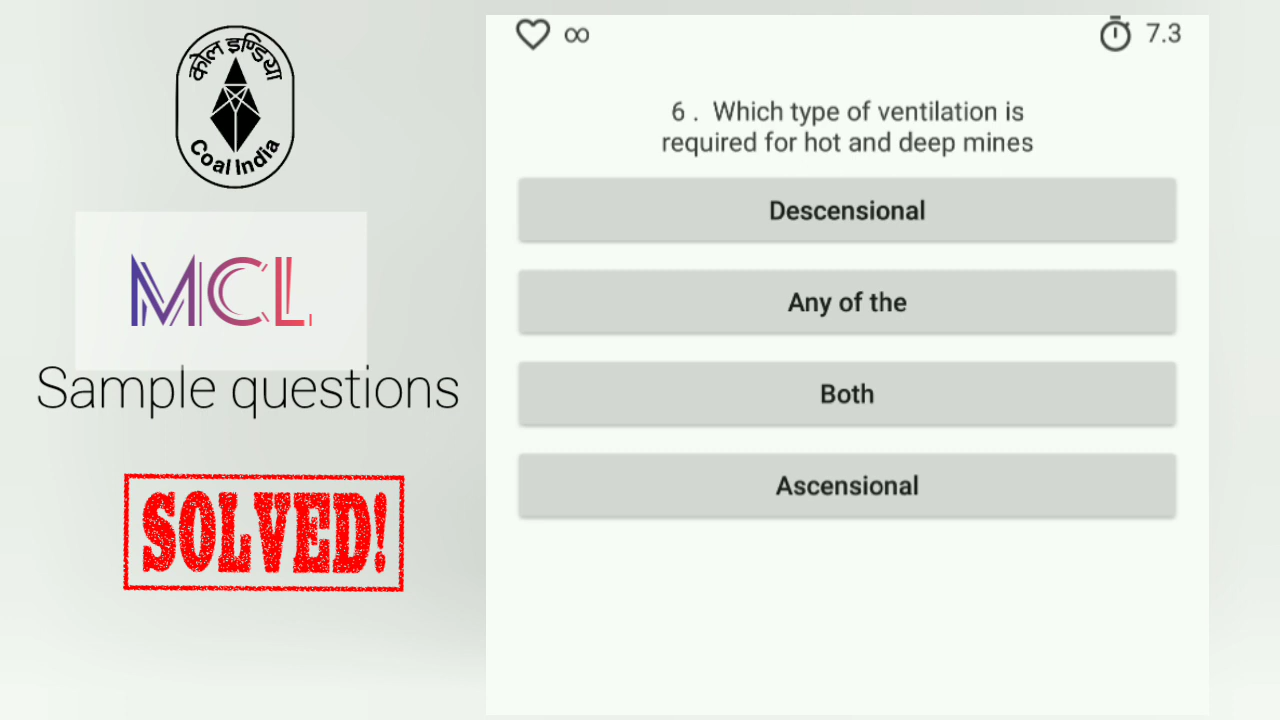 कोल इण्डिया
Coal India
MCL
Sample questions
SOLVED!
∞
7.3
6 . Which type of ventilation is
required for hot and deep mines
Descensional
Any of the
Both
Ascensional